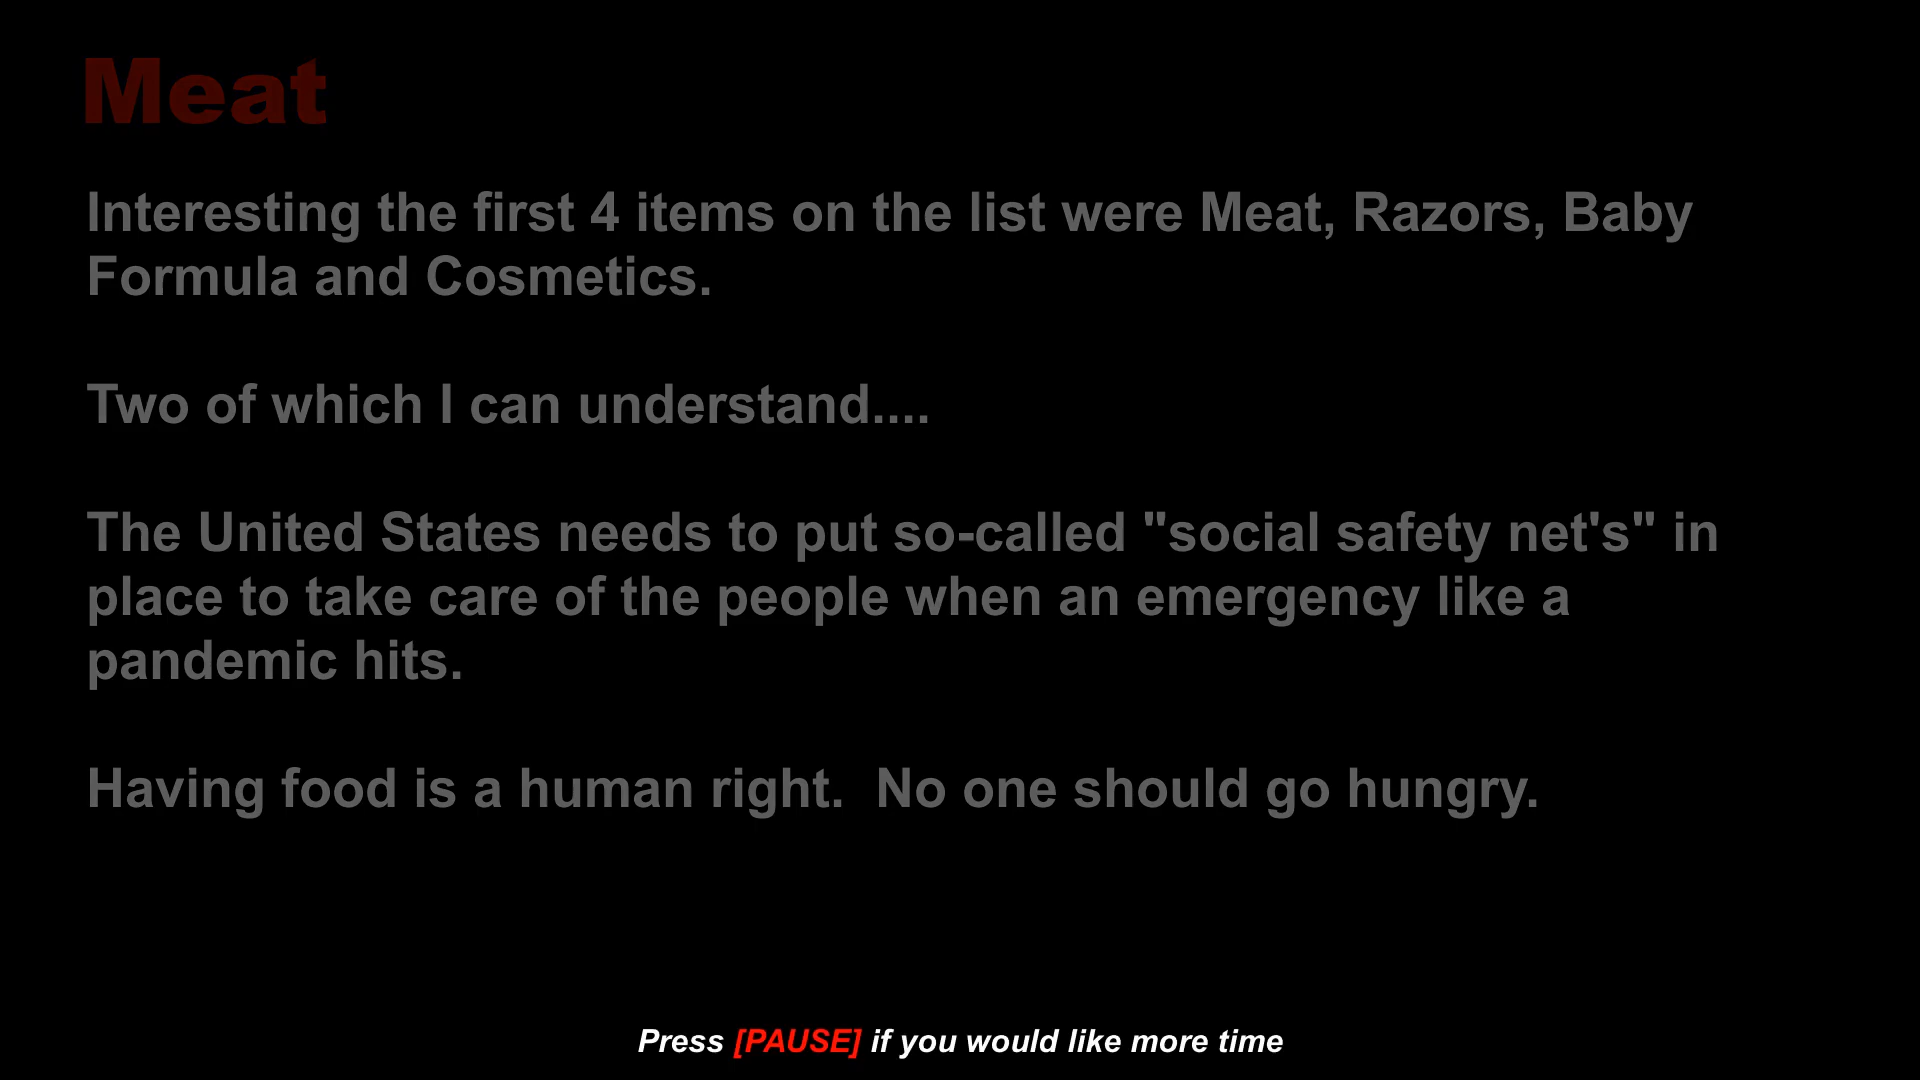 Meat
Interesting the first 4 items on the list were Meat, Razors, Baby
Formula and Cosmetics.
Two of which I can understand....
The United States needs to put so-called "social safety net's" in
place to take care of the people when an emergency like a
pandemic hits.
Having food is a human right.  No one should go hungry.
Press [PAUSE] if you would like more time